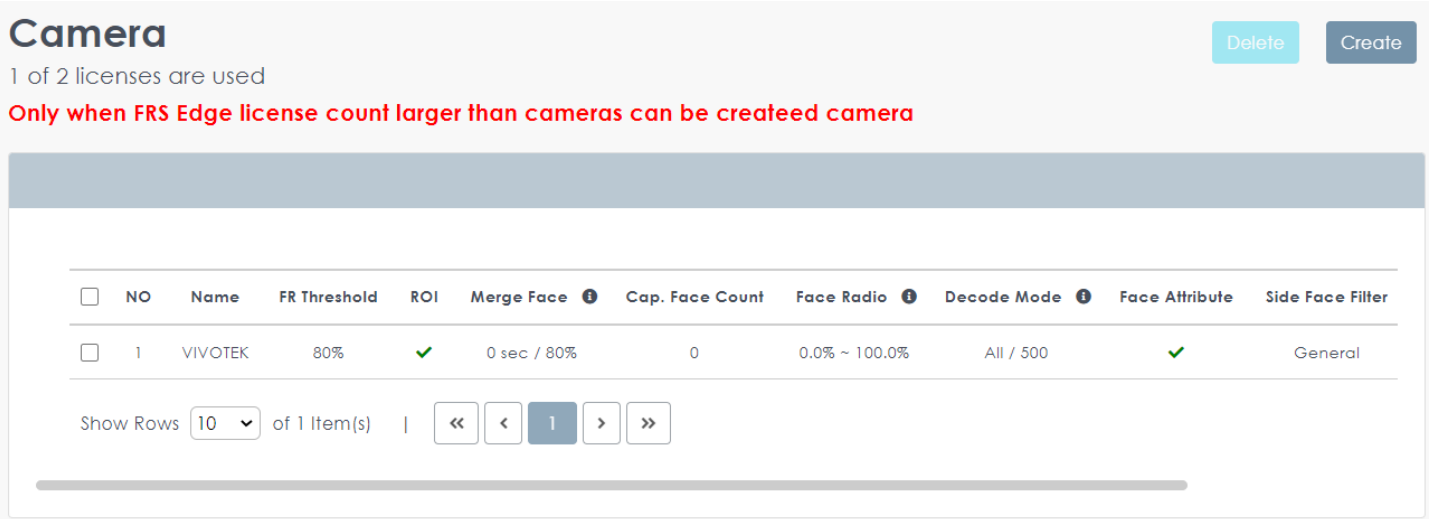 Camera
Delete
Create
1 of 2 licenses are used
Only when FRS Edge license count larger than cameras can be createed camera
NO Name FR Threshold ROI Merge Face Cap. Face Count Face Radio Decode Mode Face Attribute Side Face Filter
1 VIVOTEK 80% 0 sec / 80% 0 0.0% ~ 100.0% All / 500 General
Show Rows 10 of 1 Item(s) | « ‹ 1 › »